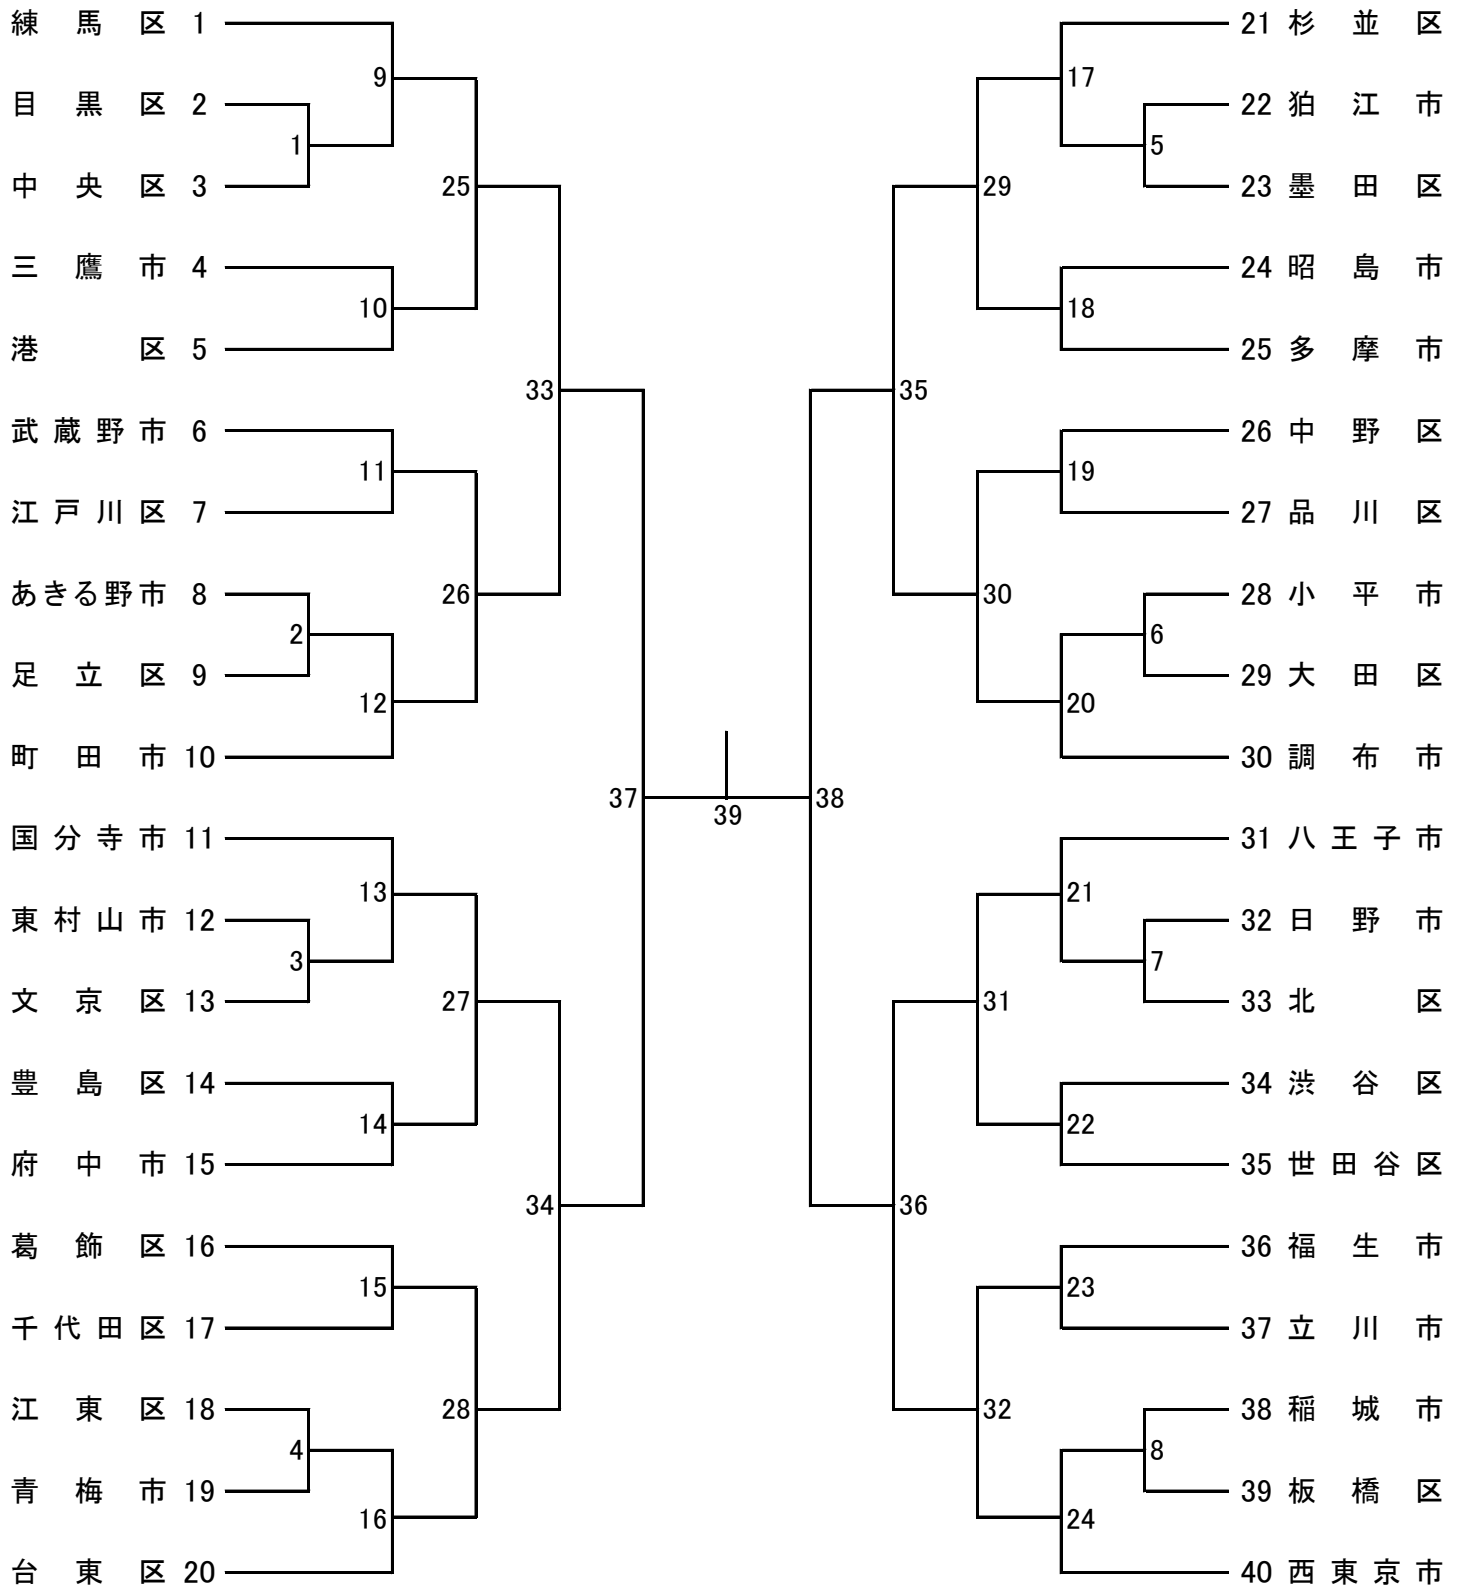 練馬区 1
目黒区 2
中央区 3
三鷹市 4
港区 5
武蔵野市 6
江戸川区 7
あきる野市 8
足立区 9
町田市 10
国分寺市 11
東村山市 12
文京区 13
豊島区 14
府中市 15
葛飾区 16
千代田区 17
江東区 18
青梅市 19
台東区 20
1
2
3
4
9
10
11
12
13
14
15
16
25
26
27
28
33
34
37
39
38
35
36
29
30
31
32
17
18
19
20
21
22
23
24
5
6
7
8
21 杉並区
22 狛江市
23 墨田区
24 昭島市
25 多摩市
26 中野区
27 品川区
28 小平市
29 大田区
30 調布市
31 八王子市
32 日野市
33 北区
34 渋谷区
35 世田谷区
36 福生市
37 立川市
38 稲城市
39 板橋区
40 西東京市